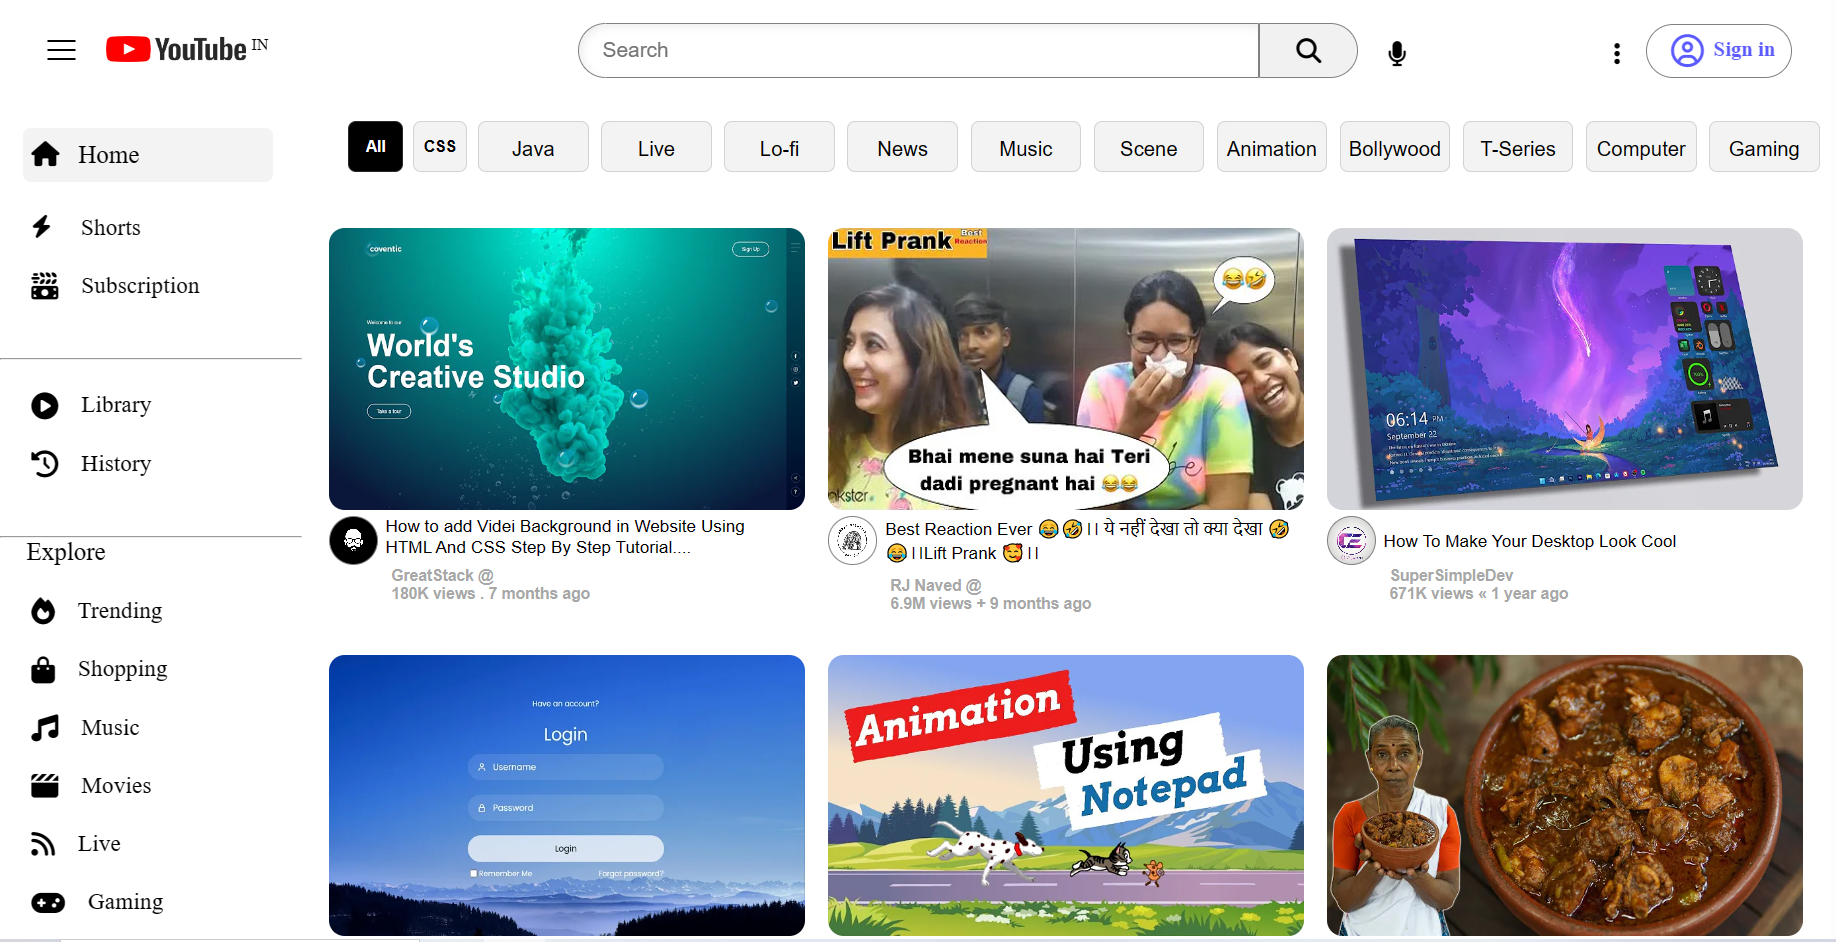 YouTube IN
Search
Sign in
Home
Shorts
Subscription
Library
History
Explore
Trending
Shopping
Music
Movies
Live
Gaming
All CSS Java Live Lo-fi News Music Scene Animation Bollywood T-Series Computer Gaming
coventic
Sign Up
Welcome to our
World's
Creative Studio
Take a tour
How to add Videi Background in Website Using
HTML And CSS Step By Step Tutorial....
GreatStack @
180K views . 7 months ago
Lift Prank Best
Reaction
😂🤣
Bhai mene suna hai Teri
dadi pregnant hai 😂😂
nkster
Best Reaction Ever 😂🤣।। ये नहीं देखा तो क्या देखा 🤣
😂।।Lift Prank 🥰।।
RJ Naved @
6.9M views + 9 months ago
06:14 PM
September 22
How To Make Your Desktop Look Cool
SuperSimpleDev
671K views « 1 year ago
Have an account?
Login
Username
Password
Login
Remember Me Forgot password?
Animation
Using
Notepad